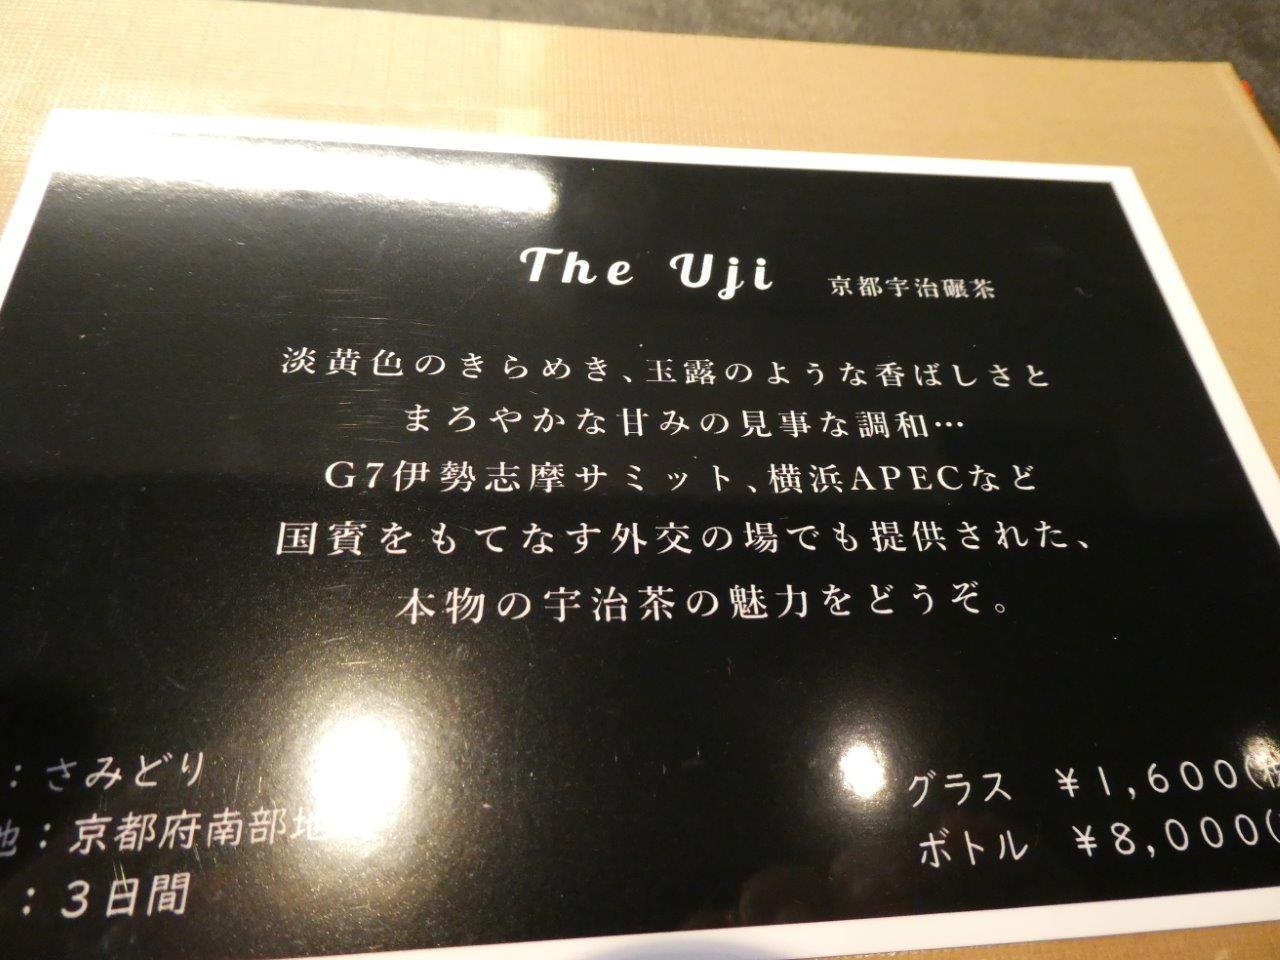 The Uji 京都宇治碾茶
淡黄色のきらめき、玉露のような香ばしさと
まろやかな甘みの見事な調和…
G7伊勢志摩サミット、横浜APECなど
国賓をもてなす外交の場でも提供された、
本物の宇治茶の魅力をどうぞ。
：さみどり
地：京都府南部地
：3日間
グラス ¥1,600(
ボトル ¥8,000(